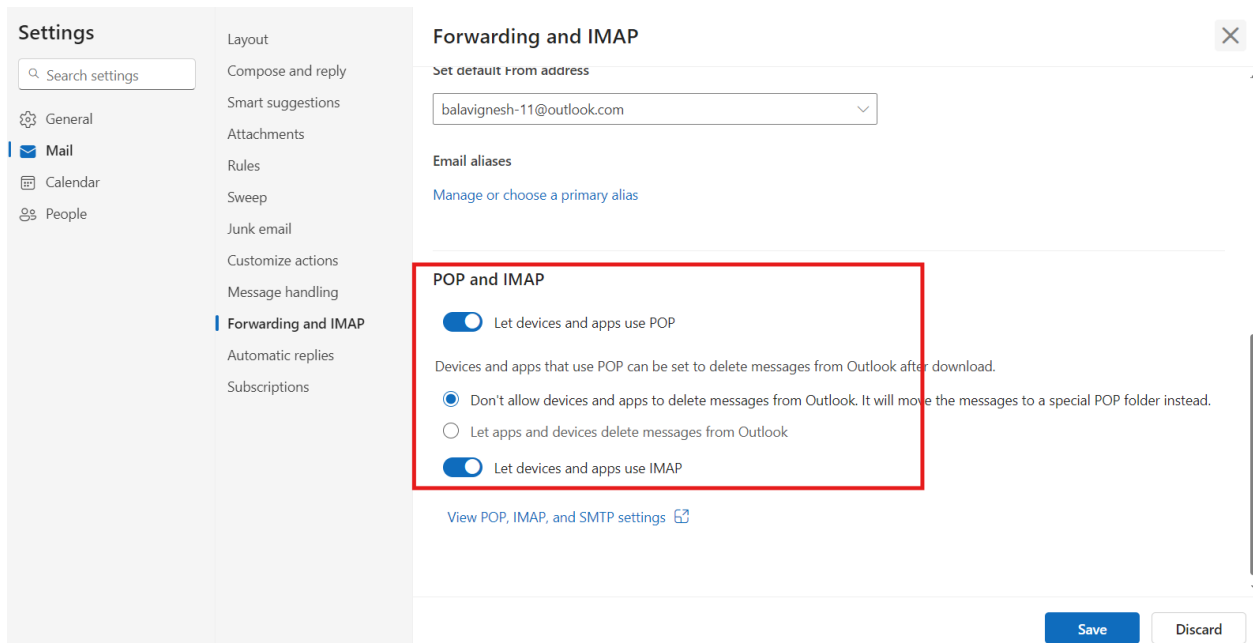 Settings
Search settings
General
Mail
Calendar
People
Layout
Compose and reply
Smart suggestions
Attachments
Rules
Sweep
Junk email
Customize actions
Message handling
Forwarding and IMAP
Automatic replies
Subscriptions
Forwarding and IMAP
Set default From address
balavignesh-11@outlook.com
Email aliases
Manage or choose a primary alias
POP and IMAP
Let devices and apps use POP
Devices and apps that use POP can be set to delete messages from Outlook after download.
Don't allow devices and apps to delete messages from Outlook. It will move the messages to a special POP folder instead.
Let apps and devices delete messages from Outlook
Let devices and apps use IMAP
View POP, IMAP, and SMTP settings
Save
Discard